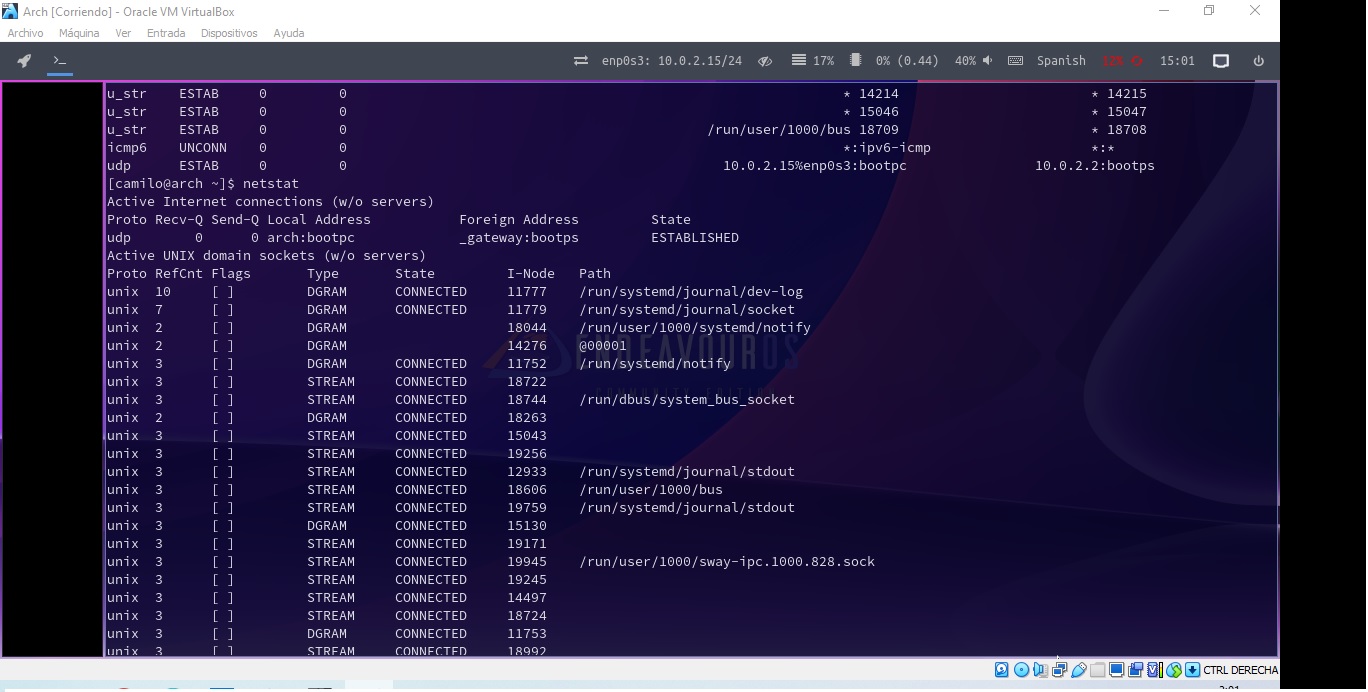 Arch [Corriendo] - Oracle VM VirtualBox
Archivo Máquina Ver Entrada Dispositivos Ayuda
>_ enp0s3: 10.0.2.15/24 17% 0% (0.44) 40% Spanish 12% 15:01
u_str ESTAB 0 0 * 14214 * 14215
u_str ESTAB 0 0 * 15046 * 15047
u_str ESTAB 0 0 /run/user/1000/bus 18709 * 18708
icmp6 UNCONN 0 0 *:ipv6-icmp *:*
udp ESTAB 0 0 10.0.2.15%enp0s3:bootpc 10.0.2.2:bootps
[camilo@arch ~]$ netstat
Active Internet connections (w/o servers)
Proto Recv-Q Send-Q Local Address Foreign Address State
udp 0 0 arch:bootpc _gateway:bootps ESTABLISHED
Active UNIX domain sockets (w/o servers)
Proto RefCnt Flags Type State I-Node Path
unix 10 [ ] DGRAM CONNECTED 11777 /run/systemd/journal/dev-log
unix 7 [ ] DGRAM CONNECTED 11779 /run/systemd/journal/socket
unix 2 [ ] DGRAM 18044 /run/user/1000/systemd/notify
unix 2 [ ] DGRAM 14276 @00001
ENDEAVOUROS
unix 3 [ ] DGRAM CONNECTED 11752 /run/systemd/notify
unix 3 [ ] STREAM CONNECTED 18722
COMMUNITY EDITION
unix 3 [ ] STREAM CONNECTED 18744 /run/dbus/system_bus_socket
unix 2 [ ] DGRAM CONNECTED 18263
unix 3 [ ] STREAM CONNECTED 15043
unix 3 [ ] STREAM CONNECTED 19256
unix 3 [ ] STREAM CONNECTED 12933 /run/systemd/journal/stdout
unix 3 [ ] STREAM CONNECTED 18606 /run/user/1000/bus
unix 3 [ ] STREAM CONNECTED 19759 /run/systemd/journal/stdout
unix 3 [ ] DGRAM CONNECTED 15130
unix 3 [ ] STREAM CONNECTED 19171
unix 3 [ ] STREAM CONNECTED 19945 /run/user/1000/sway-ipc.1000.828.sock
unix 3 [ ] STREAM CONNECTED 19245
unix 3 [ ] STREAM CONNECTED 14497
unix 3 [ ] STREAM CONNECTED 18724
unix 3 [ ] DGRAM CONNECTED 11753
unix 3 [ ] STREAM CONNECTED 18992
CTRL DERECHA